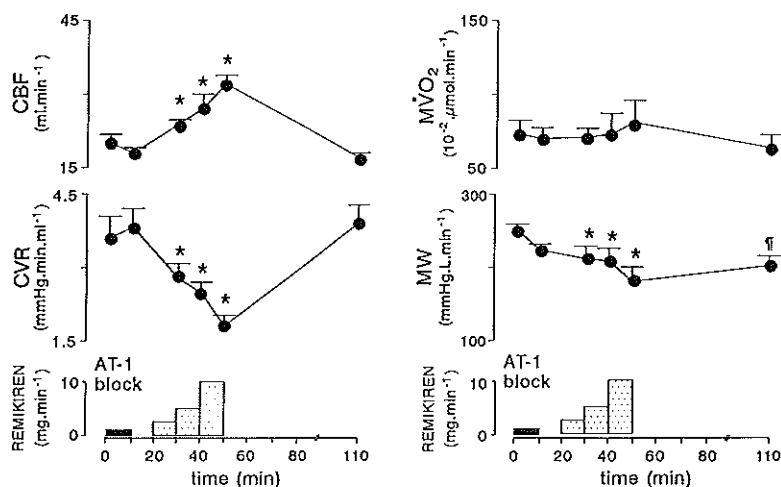 45
CBF
(ml.min⁻¹)
15
* * *
4.5
CVR
(mmHg.min.ml⁻¹)
1.5
* * *
AT-1
block
REMIKIREN
(mg.min⁻¹)
10
0
0 20 40 60 80 110
time (min)
150
MV̇O₂
(10⁻².μmol.min⁻¹)
50
300
MW
(mmHg.L.min⁻¹)
100
* * * ¶
AT-1
block
REMIKIREN
(mg.min⁻¹)
10
0
0 20 40 60 80 110
time (min)